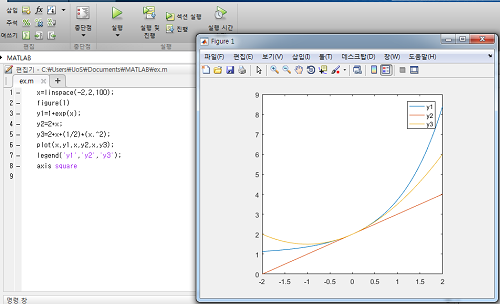 삽입
fx
주석
들여쓰기
편집
중단점
중단점
실행
실행 및
진행
섹션 실행
진행
실행 시간
실행
MATLAB
편집기 - C:₩Users₩UoS₩Documents₩MATLAB₩ex.m
ex.m
1 – x=linspace(-2,2,100);
2 – figure(1)
3 – y1=1+exp(x);
4 – y2=2+x;
5 – y3=2+x+(1/2)*(x.^2);
6 – plot(x,y1,x,y2,x,y3);
7 – legend('y1','y2','y3');
8 – axis square
9
명령 창
Figure 1
파일(F) 편집(E) 보기(V) 삽입(I) 툴(T) 데스크탑(D) 창(W) 도움말(H)
y1
y2
y3
9
8
7
6
5
4
3
2
1
0
-2 -1.5 -1 -0.5 0 0.5 1 1.5 2